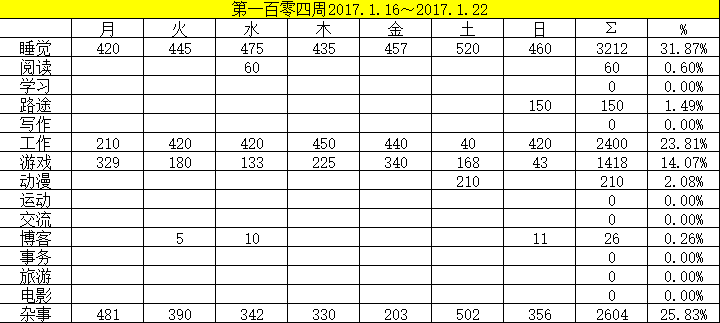 第一百零四周2017.1.16～2017.1.22
月 火 水 木 金 土 日 Σ %
睡觉 420 445 475 435 457 520 460 3212 31.87%
阅读 60 60 0.60%
学习 0 0.00%
路途 150 150 1.49%
写作 0 0.00%
工作 210 420 420 450 440 40 420 2400 23.81%
游戏 329 180 133 225 340 168 43 1418 14.07%
动漫 210 210 2.08%
运动 0 0.00%
交流 0 0.00%
博客 5 10 11 26 0.26%
事务 0 0.00%
旅游 0 0.00%
电影 0 0.00%
杂事 481 390 342 330 203 502 356 2604 25.83%